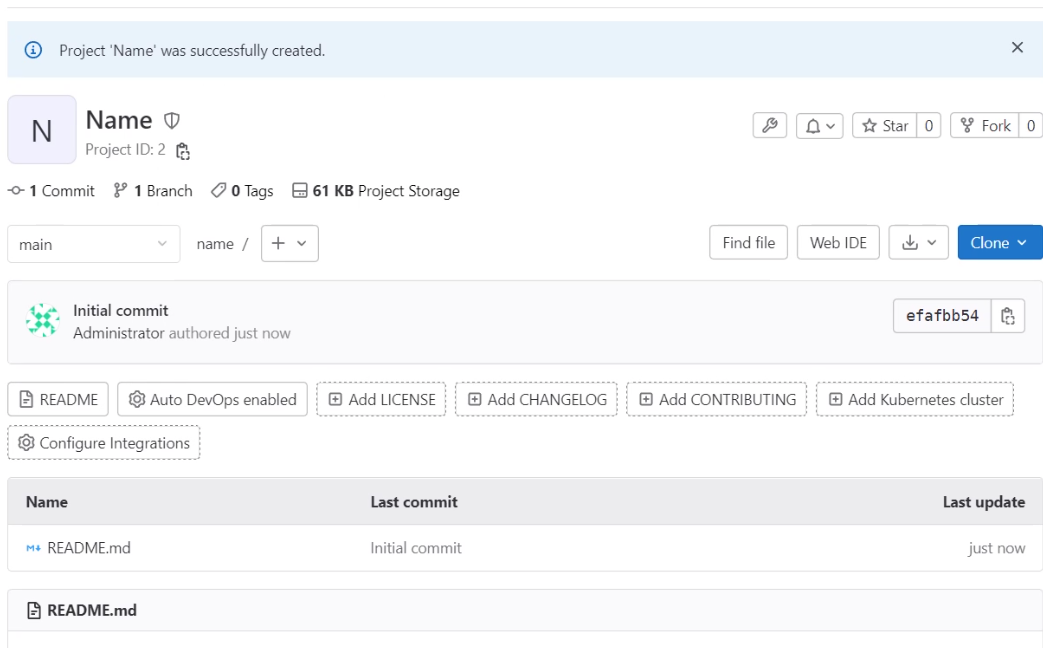 Project 'Name' was successfully created.
N
Name
Project ID: 2
Star 0 Fork 0
1 Commit 1 Branch 0 Tags 61 KB Project Storage
main name / Find file Web IDE Clone
Initial commit
Administrator authored just now
efafbb54
README Auto DevOps enabled Add LICENSE Add CHANGELOG Add CONTRIBUTING Add Kubernetes cluster
Configure Integrations
Name Last commit Last update
README.md Initial commit just now
README.md